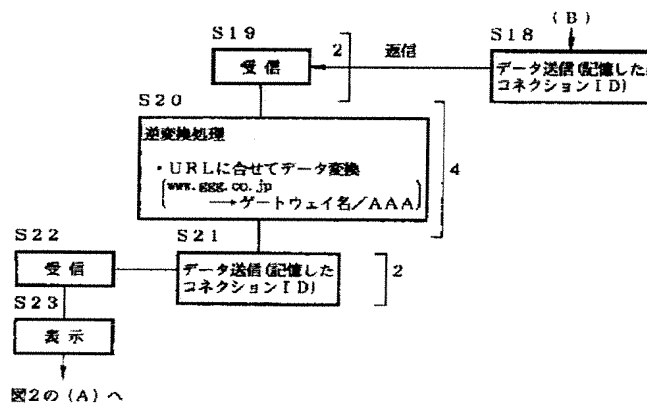 (B)
S18
データ送信(記憶した
コネクションID)
返信
S19
受信
2
S20
逆変換処理
・URLに合せてデータ変換
www.ggg.co.jp
→ゲートウェイ名/AAA
4
S21
データ送信(記憶した
コネクションID)
2
S22
受信
S23
表示
図2の(A)へ